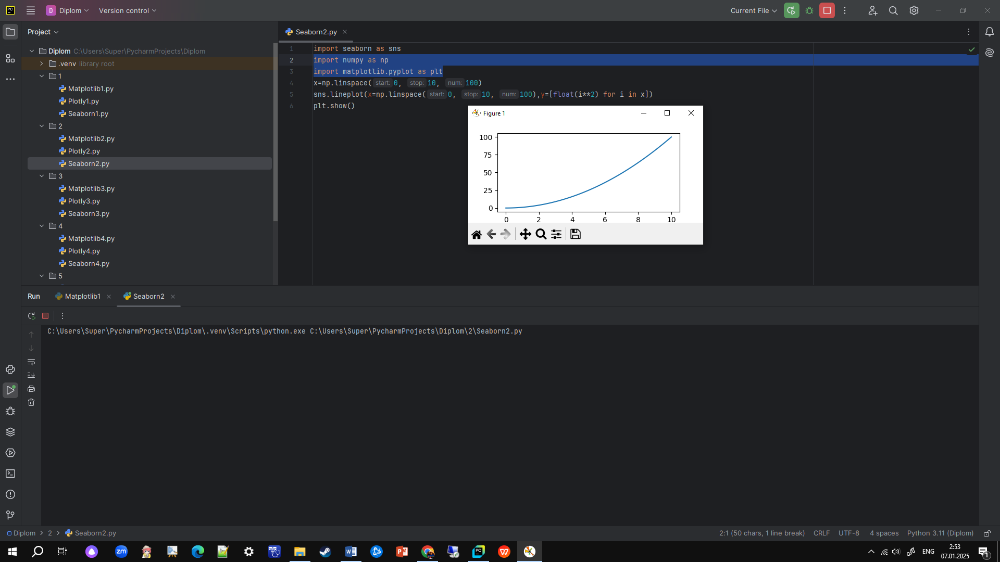 PC D Diplom Version control Current File
Project
Seaborn2.py
Diplom C:\Users\Super\PycharmProjects\Diplom
.venv library root
1
Matplotlib1.py
Plotly1.py
Seaborn1.py
2
Matplotlib2.py
Plotly2.py
Seaborn2.py
3
Matplotlib3.py
Plotly3.py
Seaborn3.py
4
Matplotlib4.py
Plotly4.py
Seaborn4.py
5
1 import seaborn as sns
2 import numpy as np
3 import matplotlib.pyplot as plt
4 x=np.linspace( start: 0, stop: 10, num: 100)
5 sns.lineplot(x=np.linspace( start: 0, stop: 10, num: 100),y=[float(i**2) for i in x])
6 plt.show()
Figure 1
100
75
50
25
0
0 2 4 6 8 10
Run Matplotlib1 Seaborn2
C:\Users\Super\PycharmProjects\Diplom\.venv\Scripts\python.exe C:\Users\Super\PycharmProjects\Diplom\2\Seaborn2.py
Diplom > 2 > Seaborn2.py
2:1 (50 chars, 1 line break) CRLF UTF-8 4 spaces Python 3.11 (Diplom)
zm W P PC W ENG
2:53
07.01.2025
1